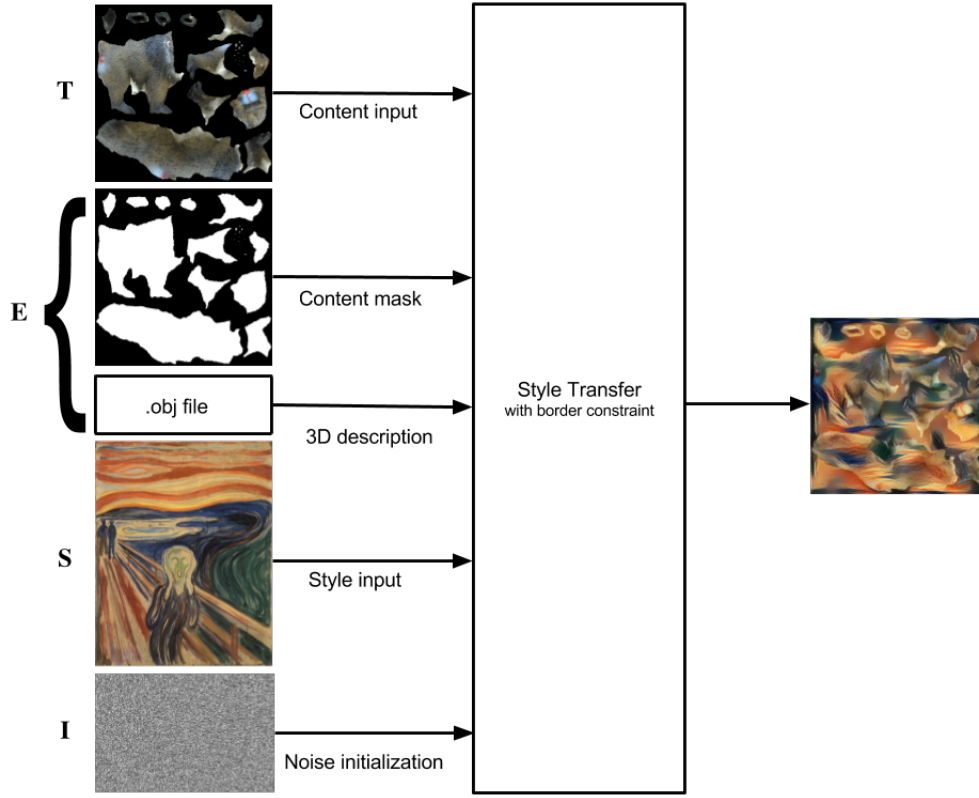 T
Content input
E
Content mask
.obj file
3D description
Style Transfer
with border constraint
S
Style input
I
Noise initialization